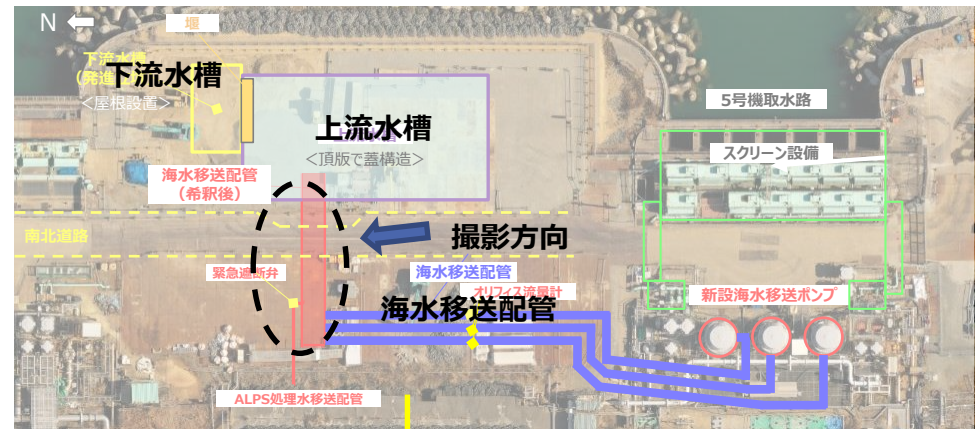 N
堰
下流水槽
(発進
下流水槽
＜屋根設置＞
上流水槽
＜頂版で蓋構造＞
5号機取水路
スクリーン設備
海水移送配管
（希釈後）
南北道路
撮影方向
緊急遮断弁
海水移送配管
オリフィス流量計
海水移送配管
新設海水移送ポンプ
ALPS処理水移送配管